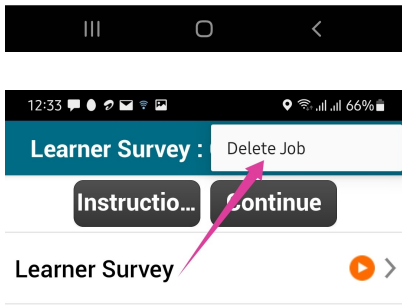 12:33 66%
Learner Survey :
Delete Job
Instructio... Continue
Learner Survey